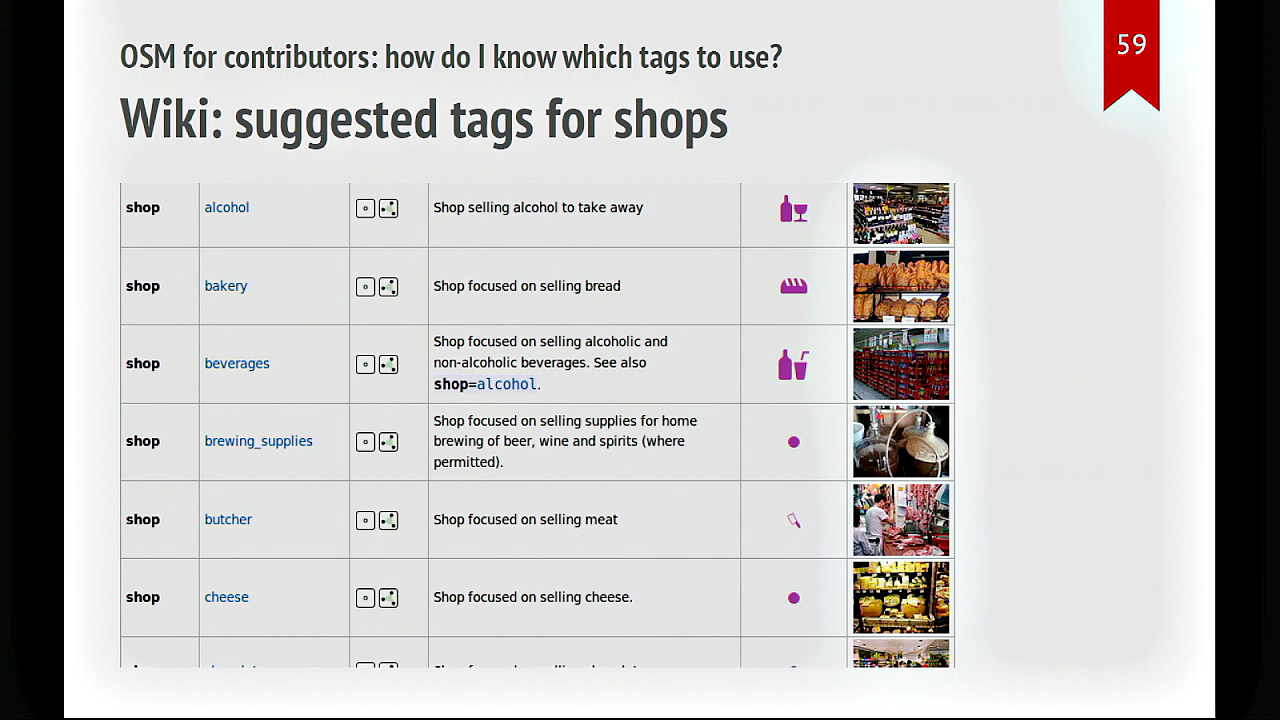 59
OSM for contributors: how do I know which tags to use?
Wiki: suggested tags for shops
shop alcohol Shop selling alcohol to take away
shop bakery Shop focused on selling bread
shop beverages Shop focused on selling alcoholic and
non-alcoholic beverages. See also
shop=alcohol.
shop brewing_supplies Shop focused on selling supplies for home
brewing of beer, wine and spirits (where
permitted).
shop butcher Shop focused on selling meat
shop cheese Shop focused on selling cheese.